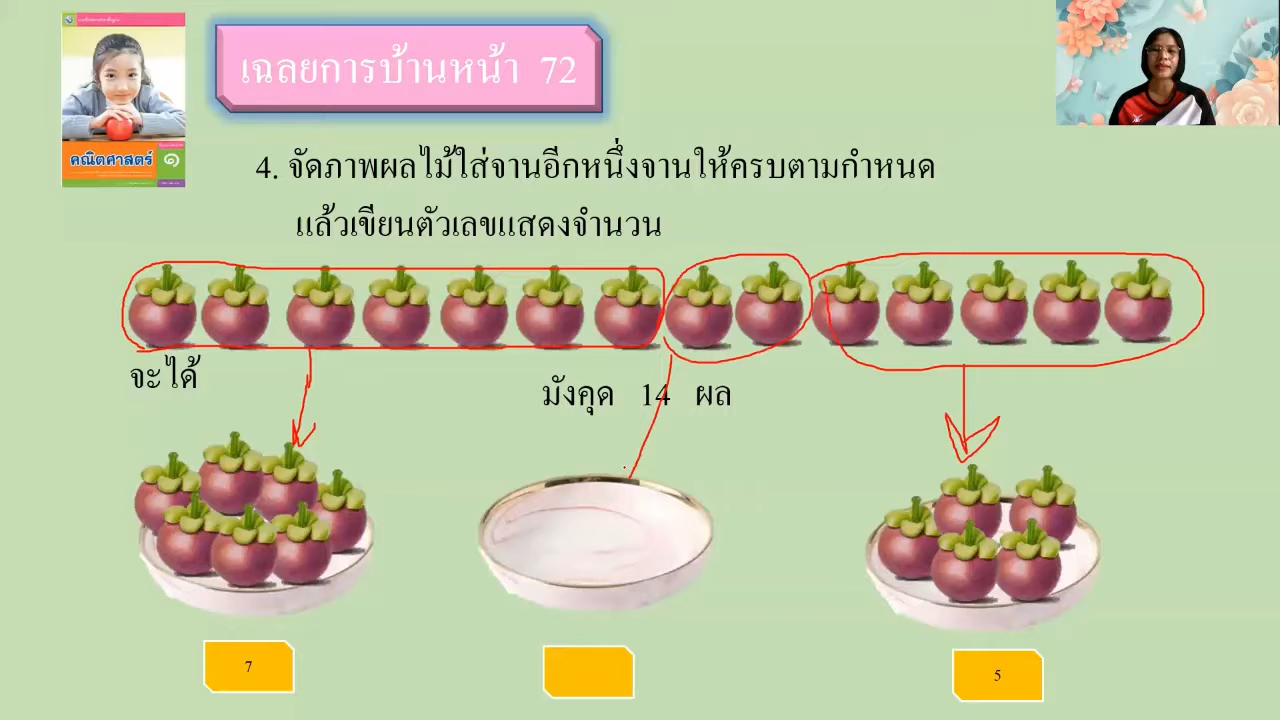 เฉลยการบ้านหน้า 72
คณิตศาสตร์ ๑
4. จัดภาพผลไม้ใส่จานอีกหนึ่งจานให้ครบตามกำหนด
แล้วเขียนตัวเลขแสดงจำนวน
จะได้
มังคุด 14 ผล
7
5